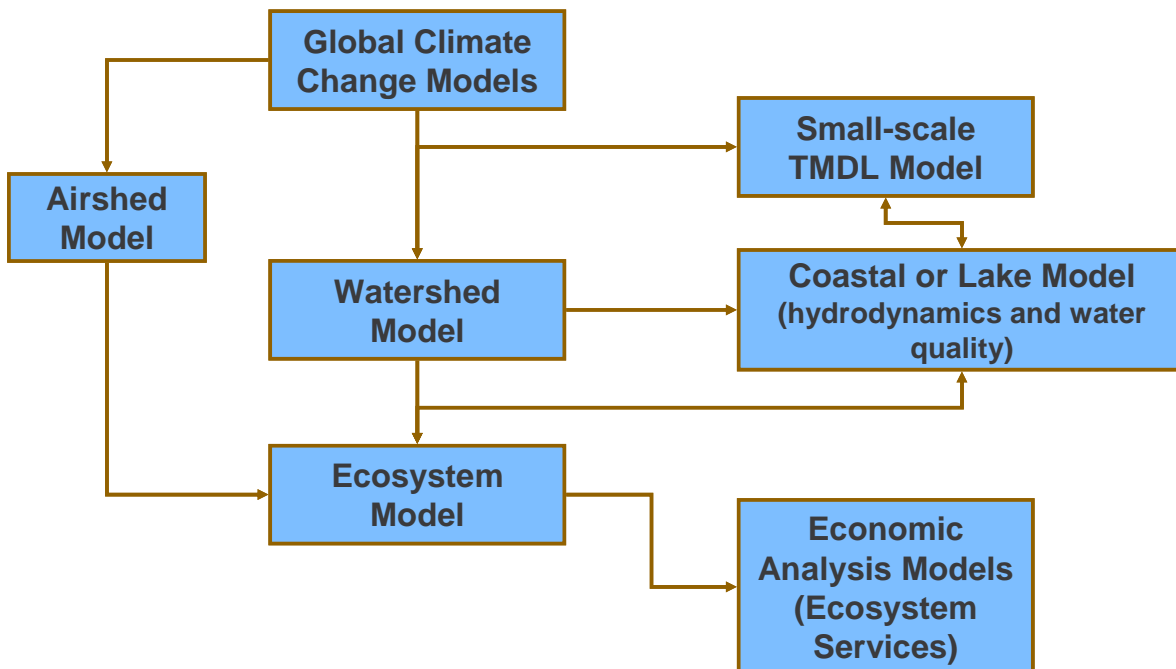 Global Climate
Change Models
Small-scale
TMDL Model
Airshed
Model
Watershed
Model
Coastal or Lake Model
(hydrodynamics and water
quality)
Ecosystem
Model
Economic
Analysis Models
(Ecosystem
Services)